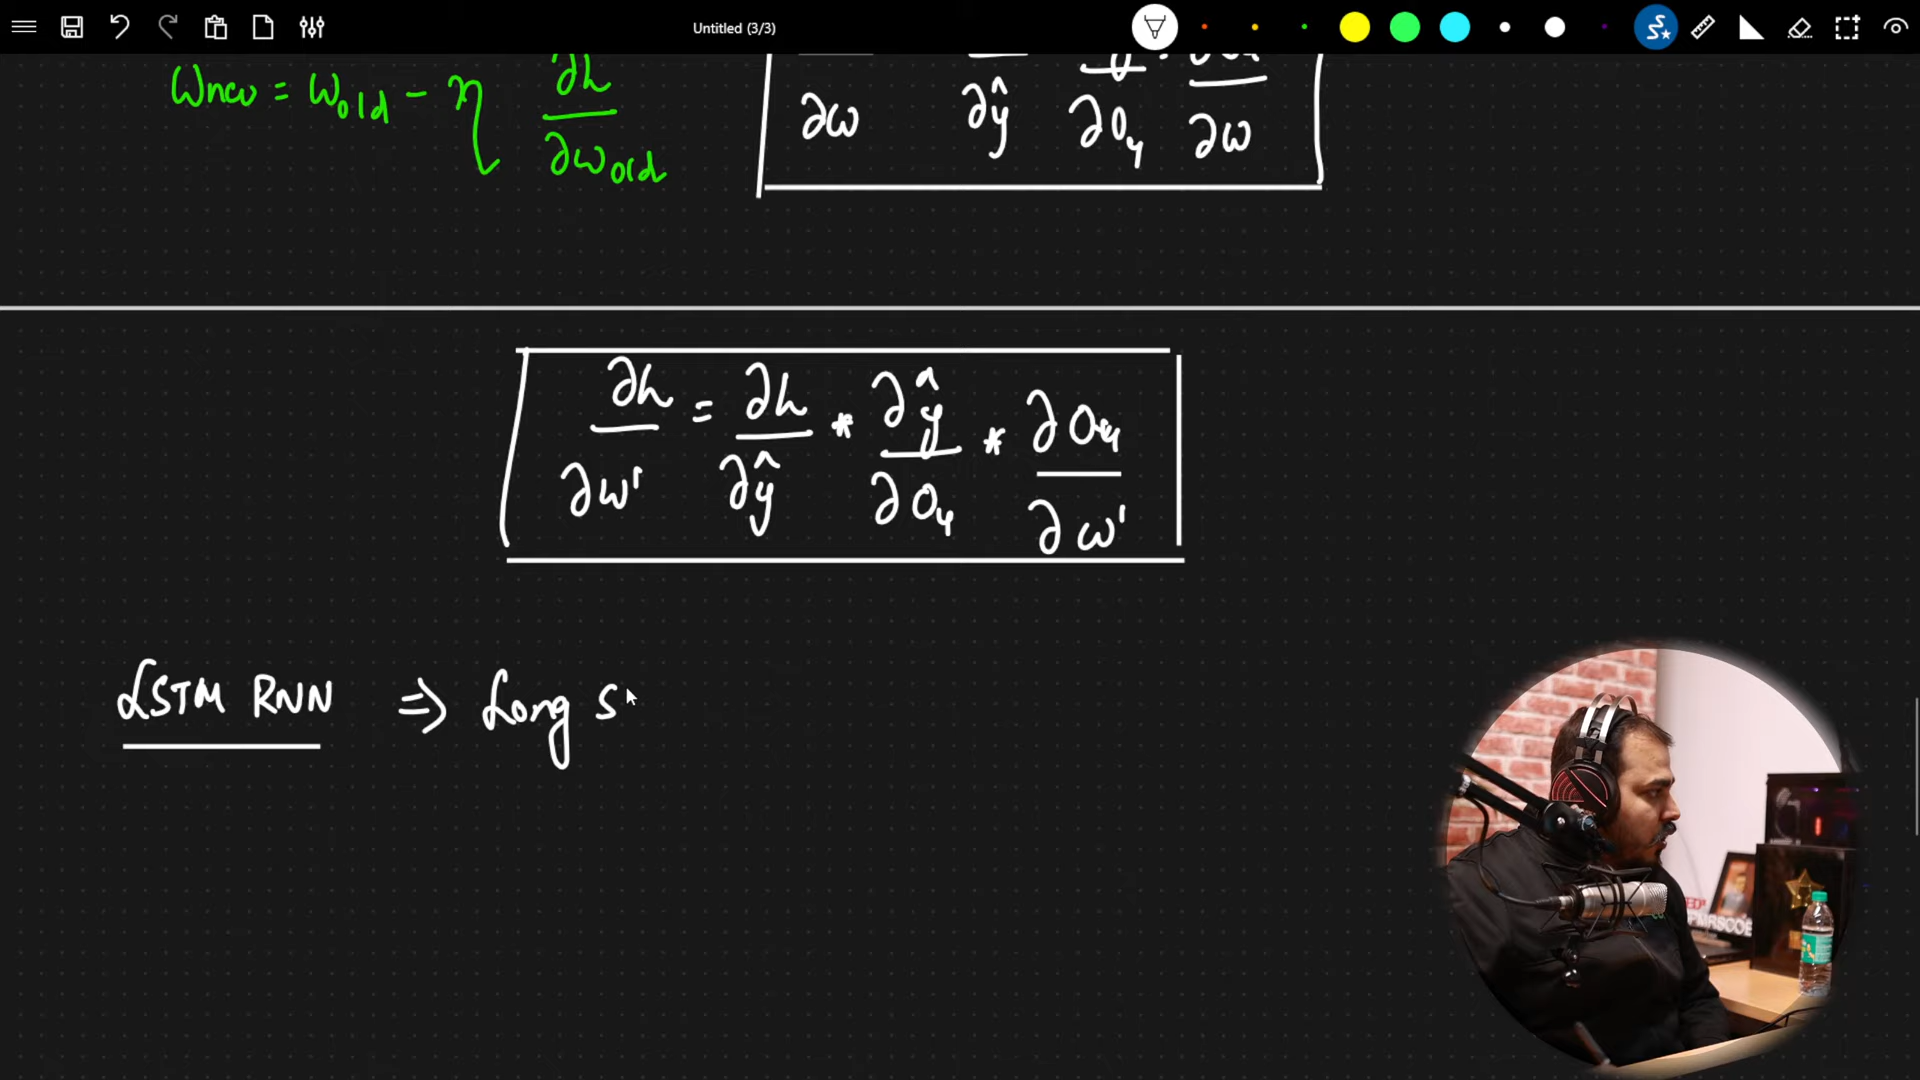 Untitled (3/3)
Wnew = Wold - η ∂h / ∂wold
∂w ∂ŷ ∂O4 ∂w
∂h / ∂w' = ∂h / ∂ŷ * ∂ŷ / ∂O4 * ∂O4 / ∂w'
LSTM RNN => Long S